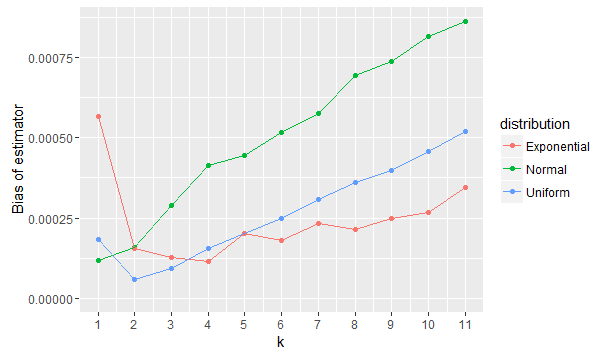 Bias of estimator
0.00075
0.00050
0.00025
0.00000
1 2 3 4 5 6 7 8 9 10 11
k
distribution
Exponential
Normal
Uniform